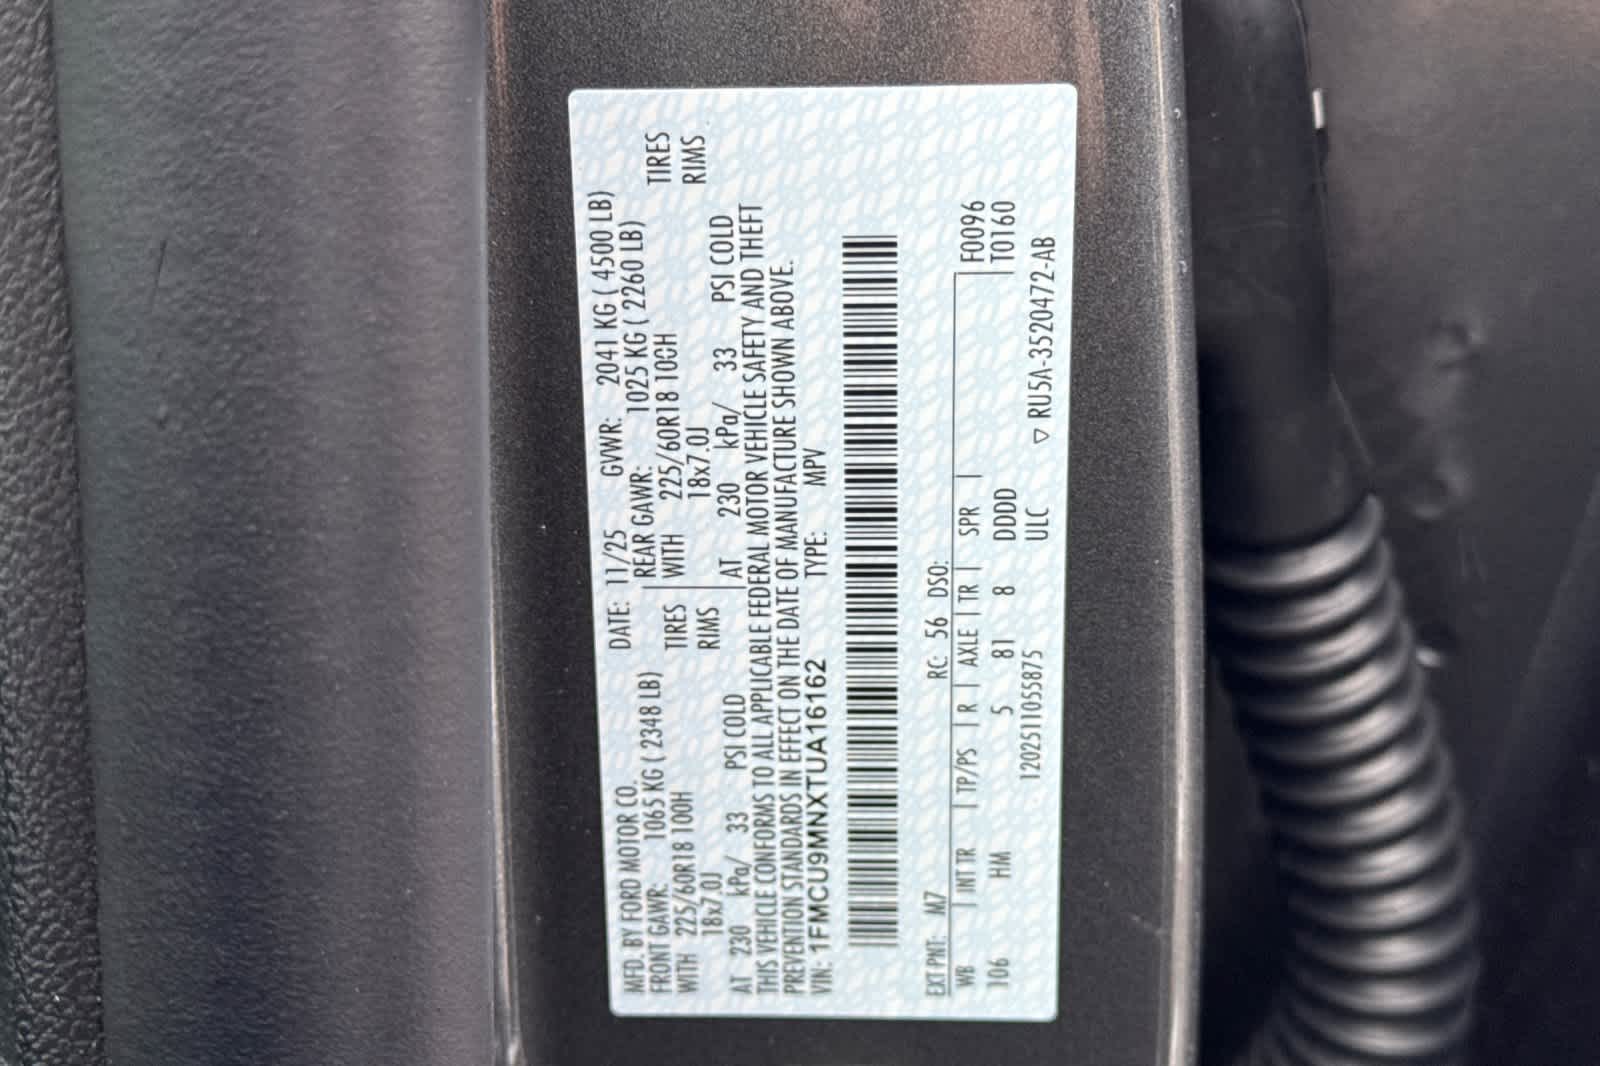 MFD. BY FORD MOTOR CO.
DATE: 11/25 GVWR: 2041 KG ( 4500 LB)
FRONT GAWR: 1065 KG ( 2348 LB) REAR GAWR: 1025 KG ( 2260 LB)
WITH 225/60R18 100H TIRES WITH 225/60R18 100H TIRES
18x7.0J RIMS 18x7.0J RIMS
AT 230 kPa/ 33 PSI COLD AT 230 kPa/ 33 PSI COLD
THIS VEHICLE CONFORMS TO ALL APPLICABLE FEDERAL MOTOR VEHICLE SAFETY AND THEFT
PREVENTION STANDARDS IN EFFECT ON THE DATE OF MANUFACTURE SHOWN ABOVE.
VIN: 1FMCU9MNXTUA16162 TYPE: MPV
EXT PNT: M7 RC: 56 DSO:
WB INT TR TP/PS R AXLE TR SPR F0096
106 HM 5 81 8 DDDD T0160
1202511055875 ULC ▽ RU5A-3520472-AB